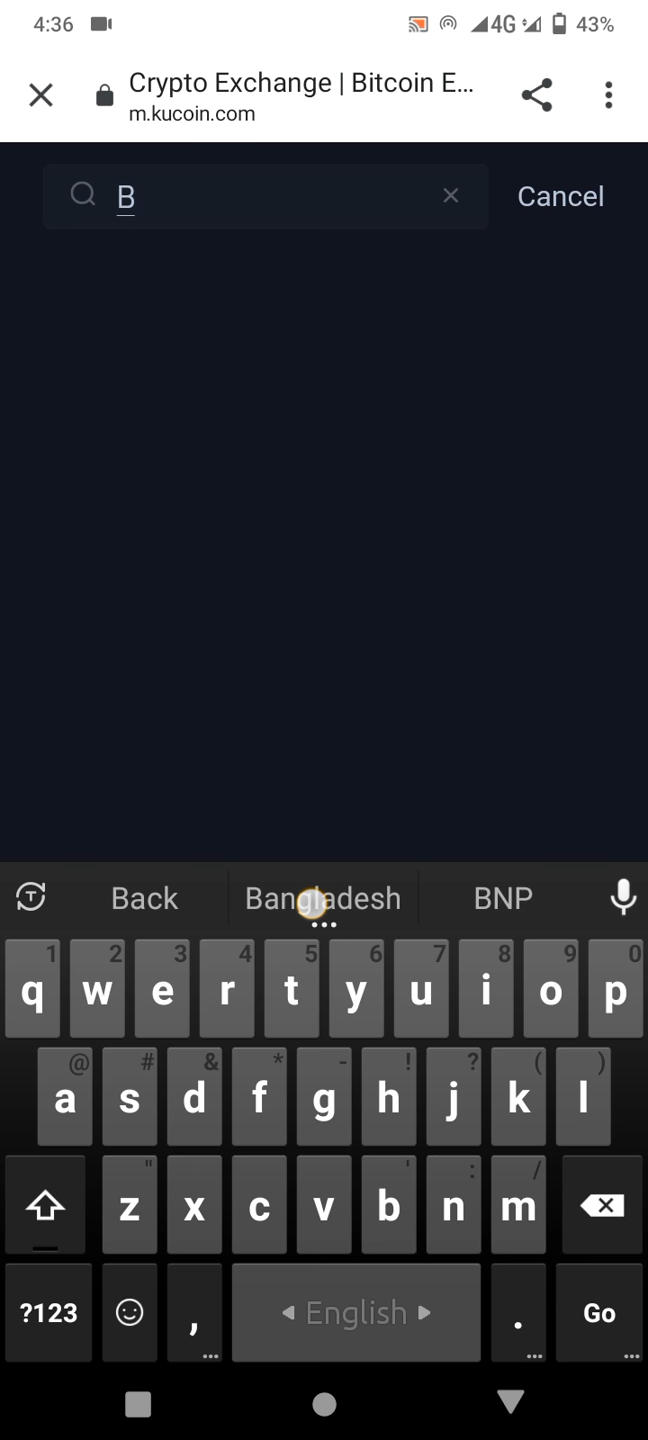 4:36 4G 43%
Crypto Exchange | Bitcoin E...
m.kucoin.com
B Cancel
Back Bangladesh BNP
1 2 3 4 5 6 7 8 9 0
q w e r t y u i o p
@ # & * - ! ? ( )
a s d f g h j k l
" ' : /
z x c v b n m
?123 , English . Go